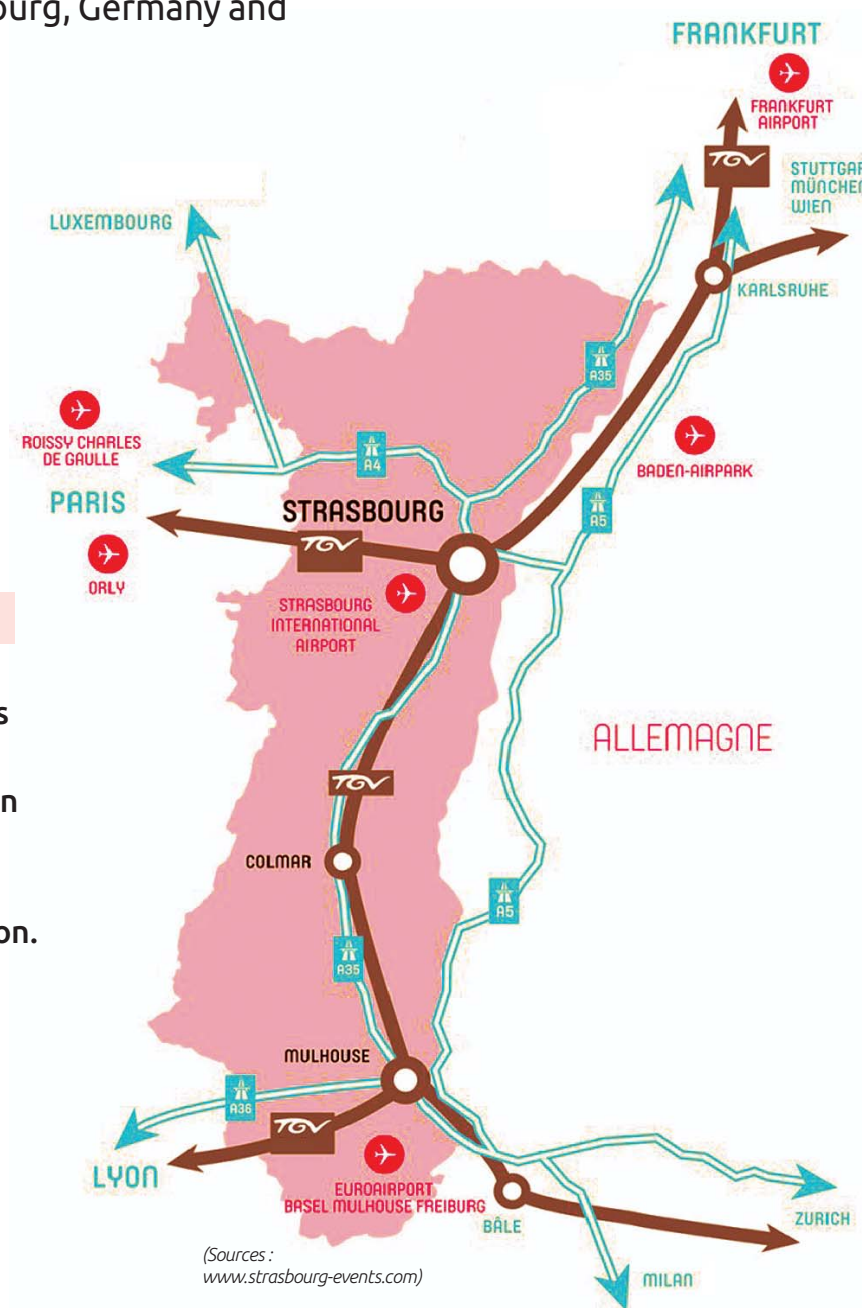 ourg, Germany and
FRANKFURT
FRANKFURT
AIRPORT
TGV
STUTTGAR
MÜNCHEN
WIEN
LUXEMBOURG
KARLSRUHE
A35
ROISSY CHARLES
DE GAULLE
A4
BADEN-AIRPARK
PARIS
STRASBOURG
A5
TGV
ORLY
STRASBOURG
INTERNATIONAL
AIRPORT
s
ALLEMAGNE
TGV
n
COLMAR
A5
on.
A35
MULHOUSE
A36
TGV
LYON
EUROAIRPORT
BASEL MULHOUSE FREIBURG
BÂLE
ZURICH
(Sources :
www.strasbourg-events.com)
MILAN